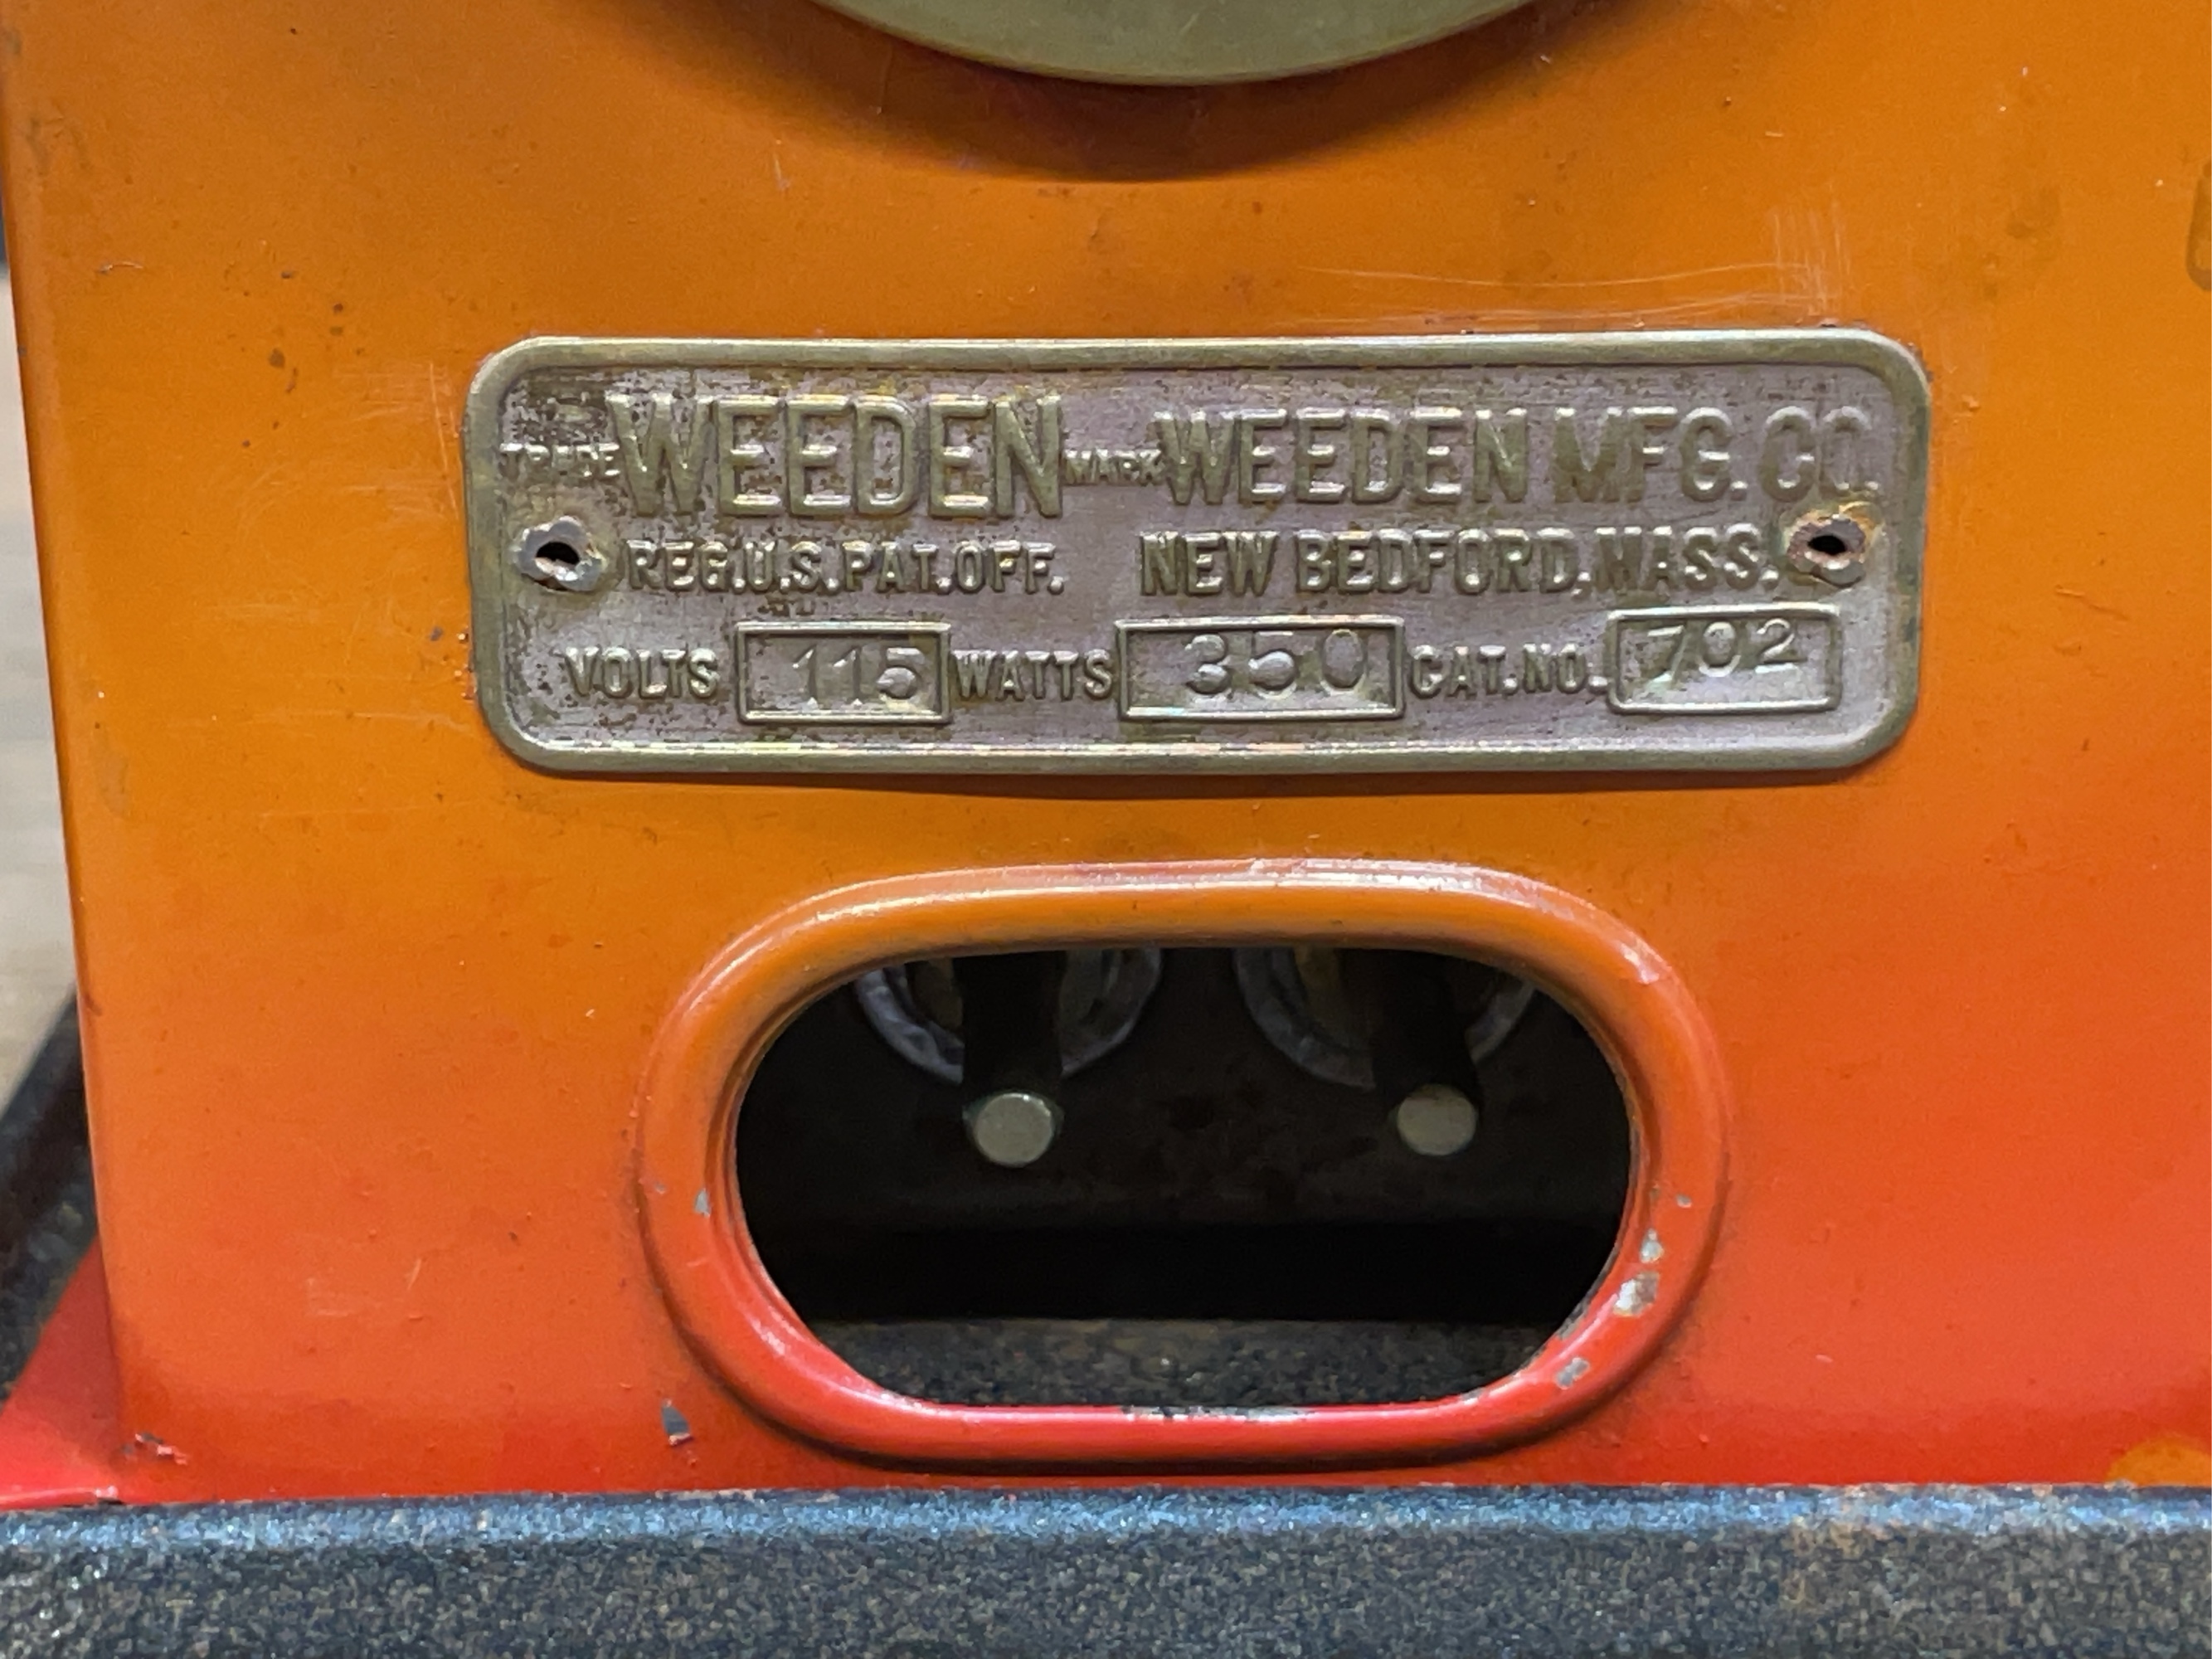 TRADE WEEDEN MARK WEEDEN MFG. CO.
REG.U.S.PAT.OFF. NEW BEDFORD, MASS.
VOLTS 115 WATTS 350 CAT.NO. 702